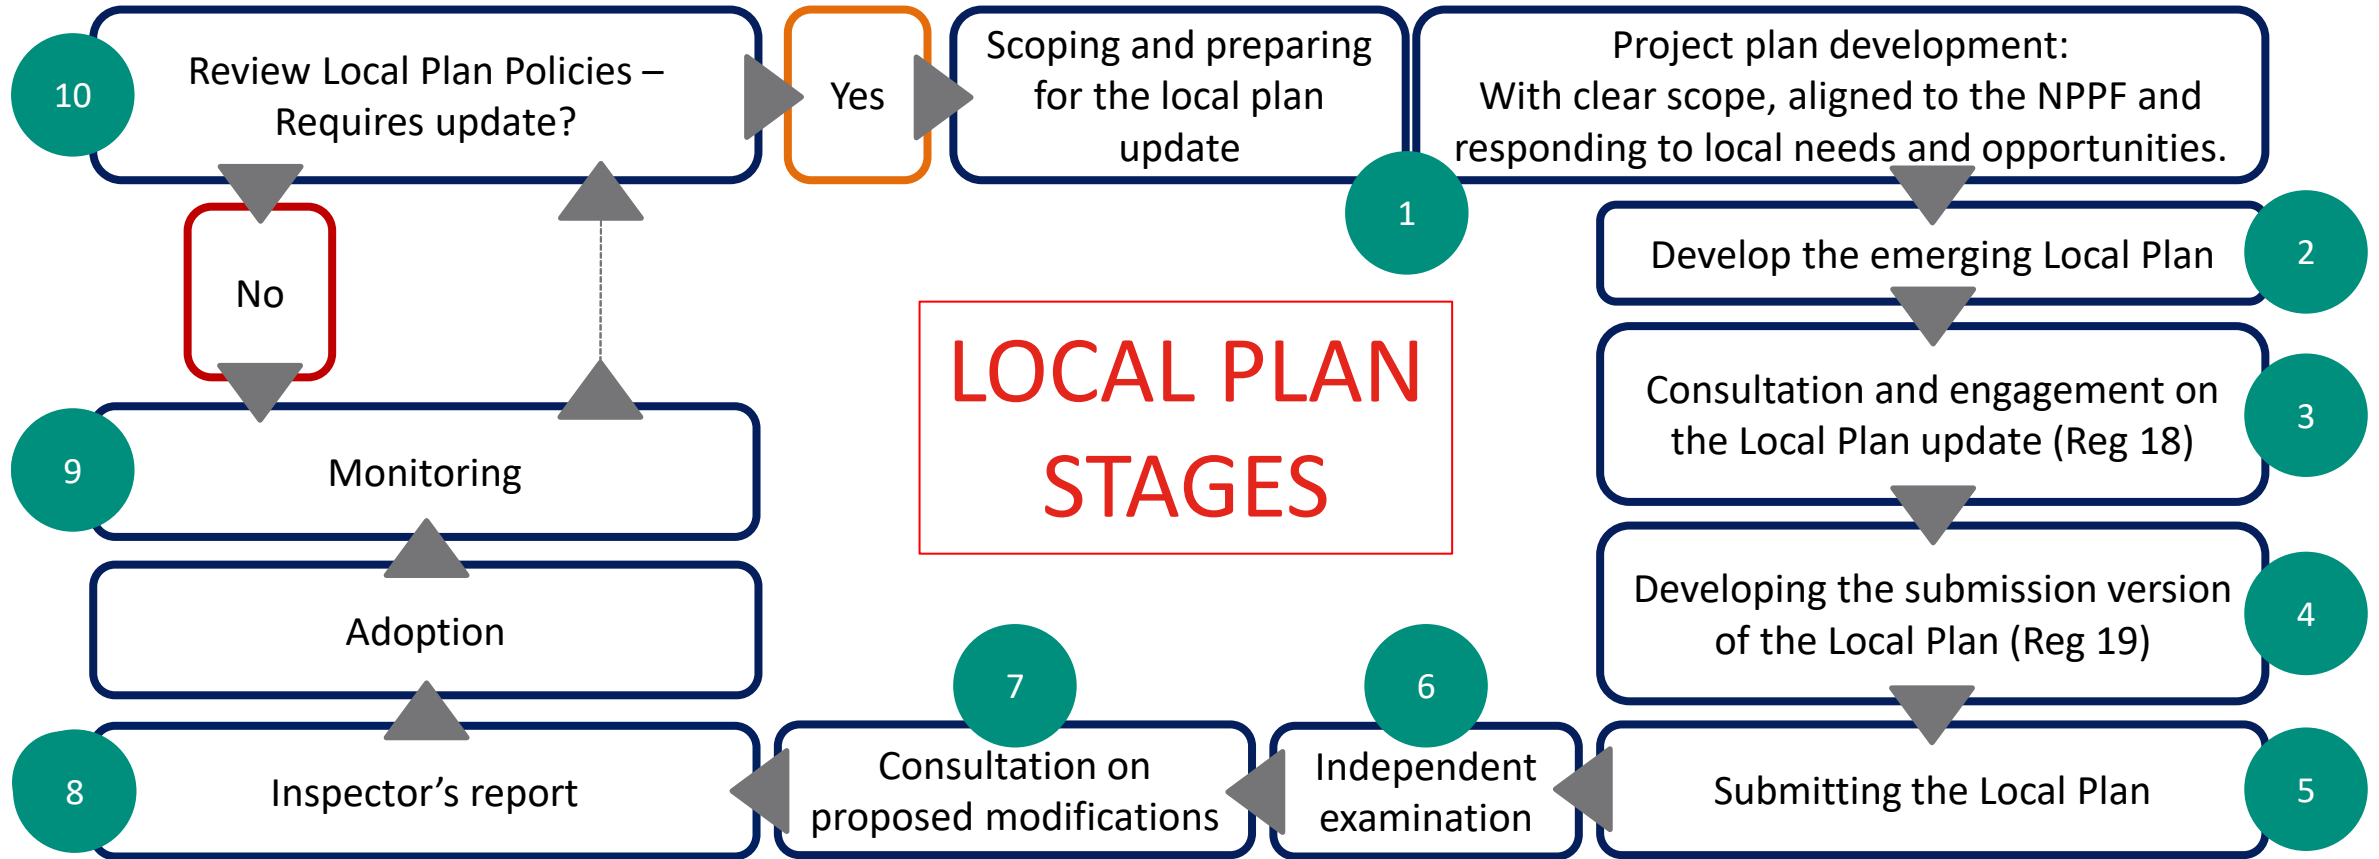 10
Review Local Plan Policies –
Requires update?
Yes
Scoping and preparing
for the local plan
update
Project plan development:
With clear scope, aligned to the NPPF and
responding to local needs and opportunities.
1
Develop the emerging Local Plan
2
Consultation and engagement on
the Local Plan update (Reg 18)
3
Developing the submission version
of the Local Plan (Reg 19)
4
Submitting the Local Plan
5
Independent
examination
6
Consultation on
proposed modifications
7
Inspector’s report
8
Adoption
Monitoring
9
No
LOCAL PLAN
STAGES